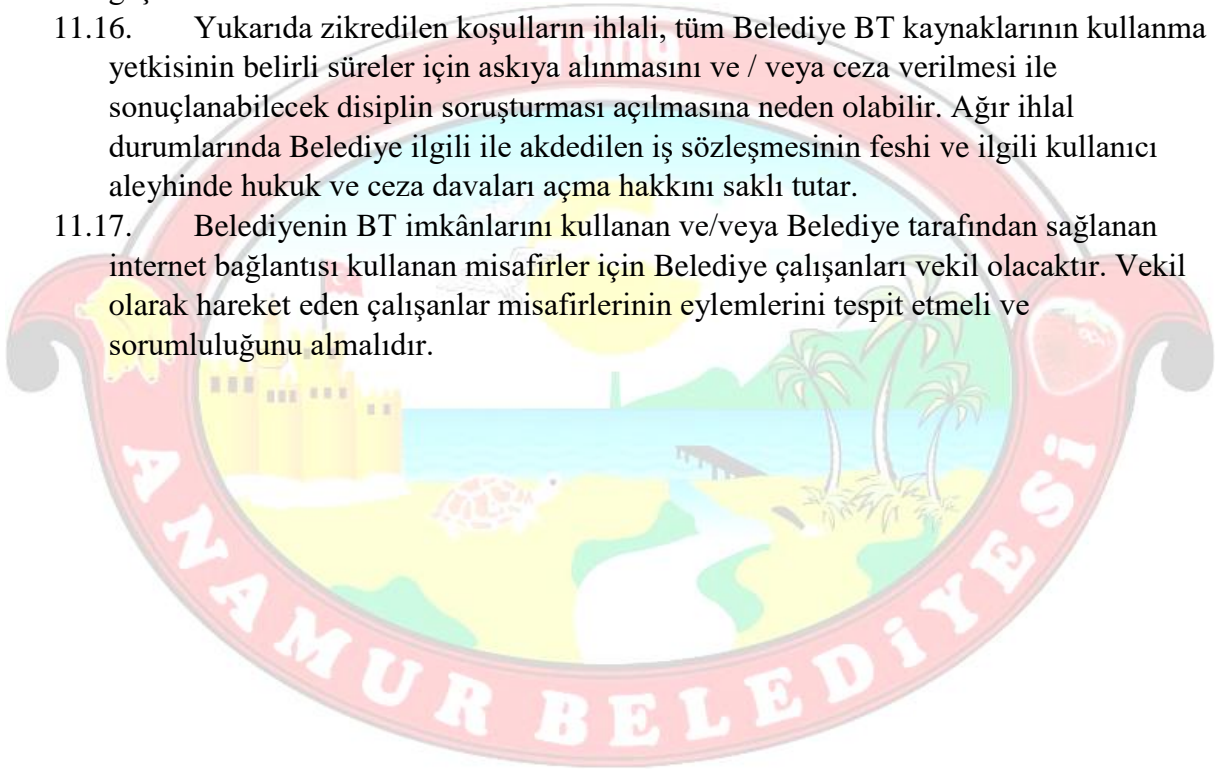 11.16. Yukarıda zikredilen koşulların ihlali, tüm Belediye BT kaynaklarının kullanma
yetkisinin belirli süreler için askıya alınmasını ve / veya ceza verilmesi ile
sonuçlanabilecek disiplin soruşturması açılmasına neden olabilir. Ağır ihlal
durumlarında Belediye ilgili ile akdedilen iş sözleşmesinin feshi ve ilgili kullanıcı
aleyhinde hukuk ve ceza davaları açma hakkını saklı tutar.
11.17. Belediyenin BT imkânlarını kullanan ve/veya Belediye tarafından sağlanan
internet bağlantısı kullanan misafirler için Belediye çalışanları vekil olacaktır. Vekil
olarak hareket eden çalışanlar misafirlerinin eylemlerini tespit etmeli ve
sorumluluğunu almalıdır.
ANAMUR BELEDİYESİ